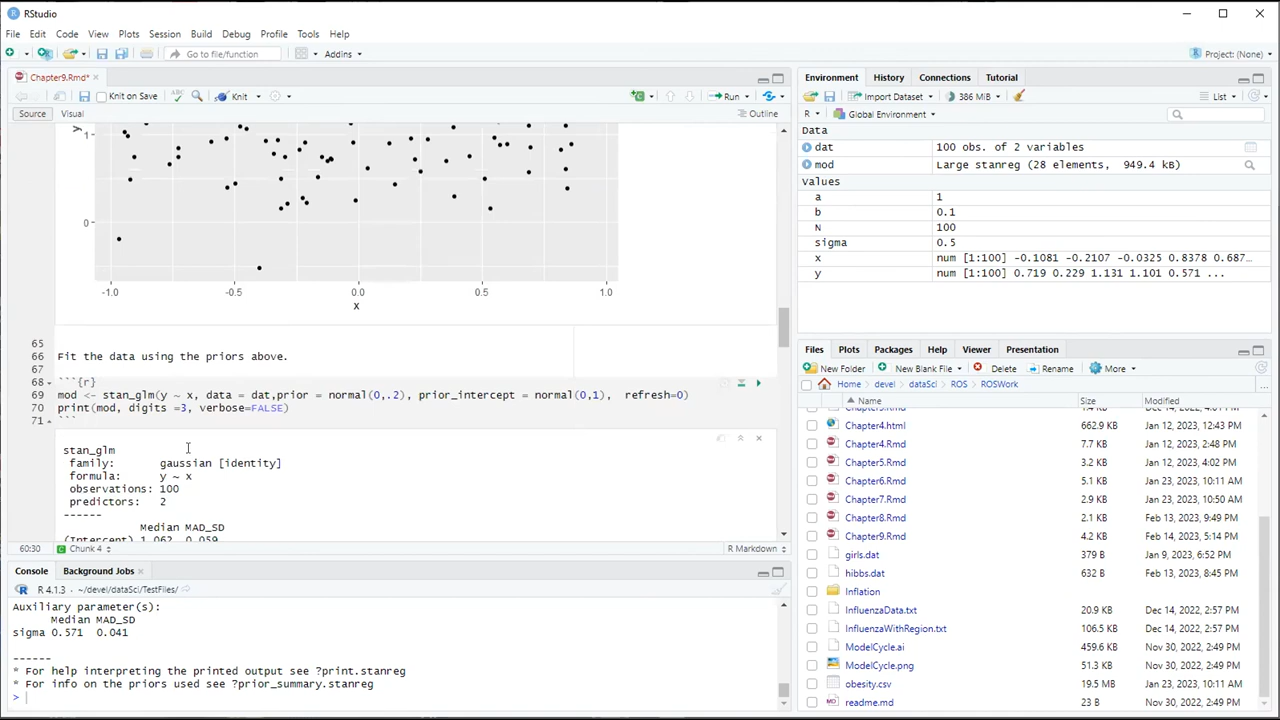 RStudio
File Edit Code View Plots Session Build Debug Profile Tools Help
Go to file/function Addins Project: (None)
Chapter9.Rmd*
Knit on Save Knit Run
Source Visual Outline
y
1
0
-1.0 -0.5 0.0 0.5 1.0
x
65
66 Fit the data using the priors above.
67
68 ```{r}
69 mod <- stan_glm(y ~ x, data = dat,prior = normal(0,.2), prior_intercept = normal(0,1), refresh=0)
70 print(mod, digits =3, verbose=FALSE)
71 ```
stan_glm
family: gaussian [identity]
formula: y ~ x
observations: 100
predictors: 2
------
Median MAD_SD
(Intercept) 1.062 0.059
60:30 Chunk 4 R Markdown
Console Background Jobs
R 4.1.3 · ~/devel/dataSci/TestFiles/
Auxiliary parameter(s):
Median MAD_SD
sigma 0.571 0.041
------
* For help interpreting the printed output see ?print.stanreg
* For info on the priors used see ?prior_summary.stanreg
>
Environment History Connections Tutorial
Import Dataset 386 MiB List
R Global Environment
Data
dat 100 obs. of 2 variables
mod Large stanreg (28 elements, 949.4 kB)
values
a 1
b 0.1
N 100
sigma 0.5
x num [1:100] -0.1081 -0.2107 -0.0325 0.8378 0.687…
y num [1:100] 0.719 0.229 1.131 1.101 0.571 ...
Files Plots Packages Help Viewer Presentation
New Folder New Blank File Delete Rename More
Home devel dataSci ROS ROSWork ...
Name Size Modified
Chapter4.html 662.9 KB Jan 12, 2023, 12:43 PM
Chapter4.Rmd 7.7 KB Jan 12, 2023, 2:48 PM
Chapter5.Rmd 3.2 KB Jan 12, 2023, 4:02 PM
Chapter6.Rmd 5.1 KB Jan 23, 2023, 10:11 AM
Chapter7.Rmd 2.9 KB Jan 23, 2023, 10:50 AM
Chapter8.Rmd 2.1 KB Feb 13, 2023, 9:49 PM
Chapter9.Rmd 4.2 KB Feb 14, 2023, 5:14 PM
girls.dat 379 B Jan 9, 2023, 6:52 PM
hibbs.dat 632 B Feb 13, 2023, 8:45 PM
Inflation
InfluenzaData.txt 20.9 KB Dec 14, 2022, 2:57 PM
InfluenzaWithRegion.txt 106.5 KB Dec 14, 2022, 2:57 PM
ModelCycle.ai 459.6 KB Nov 30, 2022, 2:49 PM
ModelCycle.png 51.3 KB Nov 30, 2022, 2:49 PM
obesity.csv 19.5 MB Jan 23, 2023, 10:11 AM
readme.md 23 B Nov 30, 2022, 2:49 PM